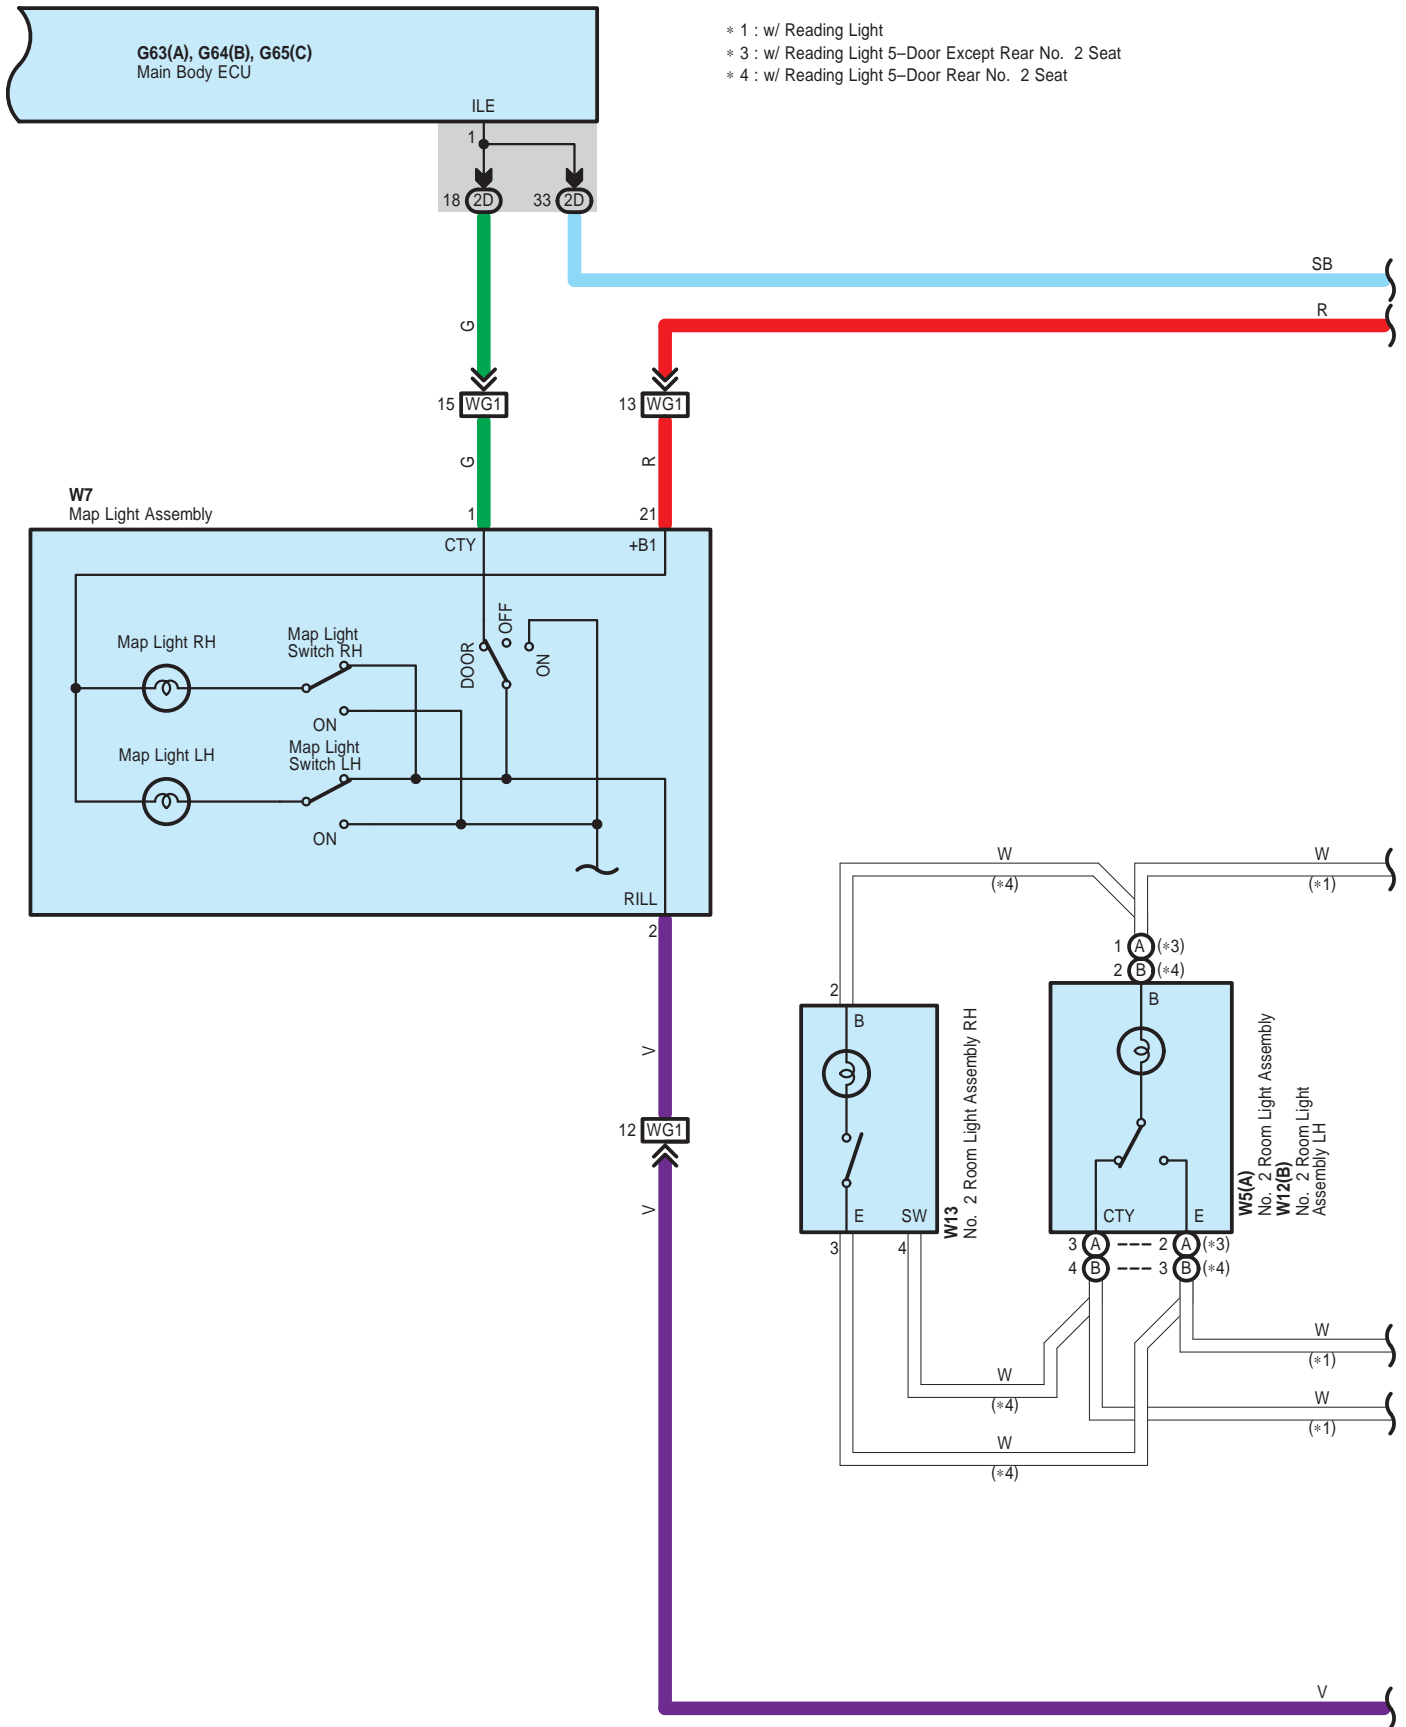 G63(A), G64(B), G65(C)
Main Body ECU
ILE
1
18 2D
33 2D
∗ 1 : w/ Reading Light
∗ 3 : w/ Reading Light 5–Door Except Rear No. 2 Seat
∗ 4 : w/ Reading Light 5–Door Rear No. 2 Seat
SB
R
G
15 WG1
13 WG1
G
R
W7
Map Light Assembly
1
21
CTY
+B1
Map Light RH
Map Light
Switch RH
DOOR
OFF
ON
ON
Map Light LH
Map Light
Switch LH
ON
RILL
2
V
12 WG1
V
W
(∗4)
W
(∗1)
1 A (∗3)
2 B (∗4)
2
B
E
SW
3
4
W13
No. 2 Room Light Assembly RH
B
CTY
E
W5(A)
No. 2 Room Light Assembly
W12(B)
No. 2 Room Light
Assembly LH
3 A ---- 2 A (∗3)
4 B ---- 3 B (∗4)
W
(∗1)
W
(∗4)
W
(∗1)
W
(∗4)
V